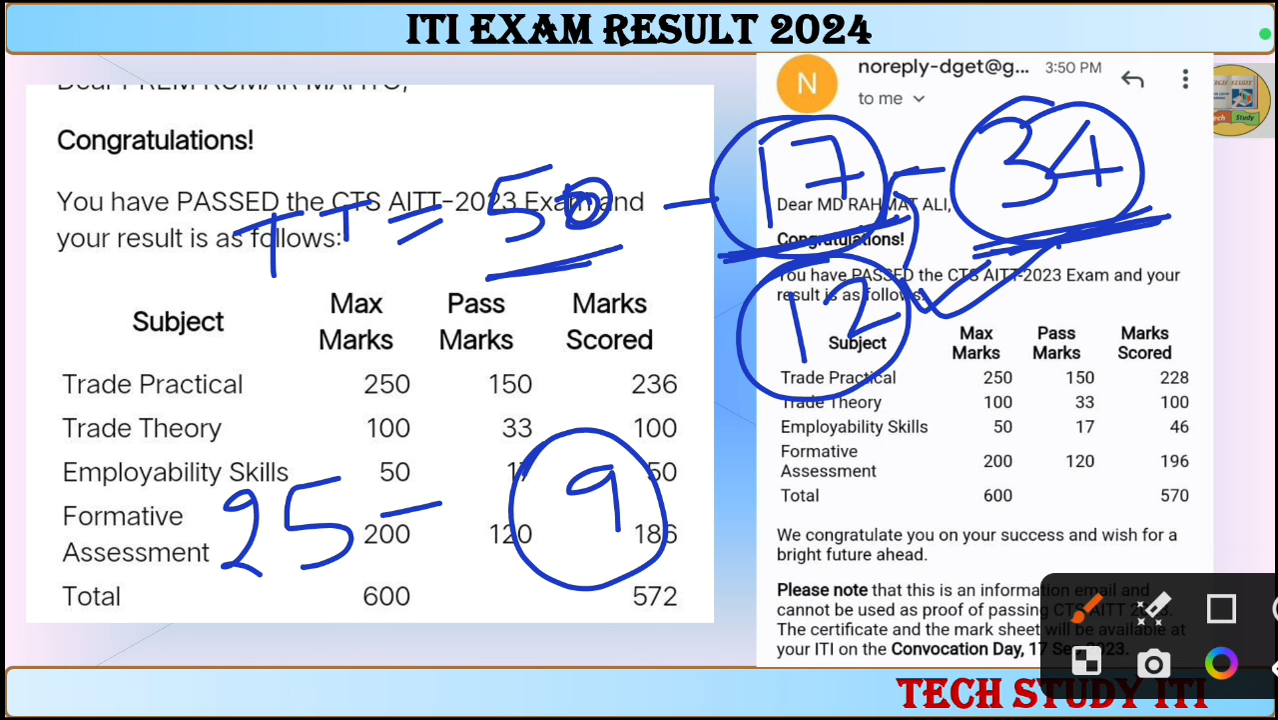 ITI EXAM RESULT 2024
Congratulations!
You have PASSED the CTS AITT-2023 Exam and
your result is as follows:
Subject Max Marks Pass Marks Marks Scored
Trade Practical 250 150 236
Trade Theory 100 33 100
Employability Skills 50 17 50
Formative Assessment 200 120 186
Total 600 572
TT = 50 - 17 - 34
12
25 - 9
N
noreply-dget@g... 3:50 PM
to me
Dear MD RAHMAT ALI,
Congratulations!
You have PASSED the CTS AITT-2023 Exam and your
result is as follows:
Subject Max Marks Pass Marks Marks Scored
Trade Practical 250 150 228
Trade Theory 100 33 100
Employability Skills 50 17 46
Formative Assessment 200 120 196
Total 600 570
We congratulate you on your success and wish for a
bright future ahead.
Please note that this is an information email and
cannot be used as proof of passing CTS AITT
The certificate and the mark sheet will be available at
your ITI on the Convocation Day, 17 Sep 2023.
Tech Study
TECH STUDY ITI